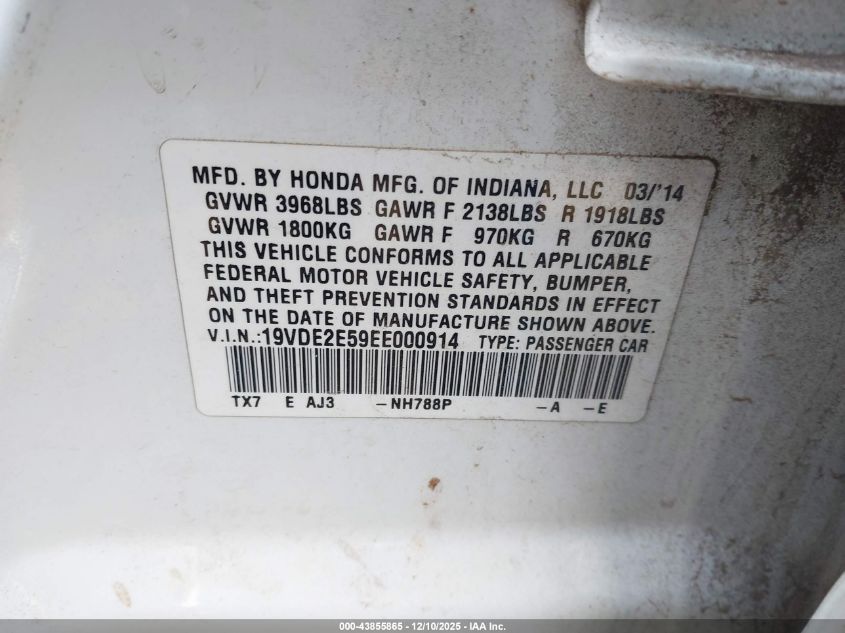 MFD. BY HONDA MFG. OF INDIANA, LLC 03/'14
GVWR 3968LBS GAWR F 2138LBS R 1918LBS
GVWR 1800KG GAWR F 970KG R 670KG
THIS VEHICLE CONFORMS TO ALL APPLICABLE
FEDERAL MOTOR VEHICLE SAFETY, BUMPER,
AND THEFT PREVENTION STANDARDS IN EFFECT
ON THE DATE OF MANUFACTURE SHOWN ABOVE.
V.I.N.:19VDE2E59EE000914 TYPE: PASSENGER CAR
TX7 E AJ3 -NH788P -A -E
000-43855865 - 12/10/2025 - IAA Inc.